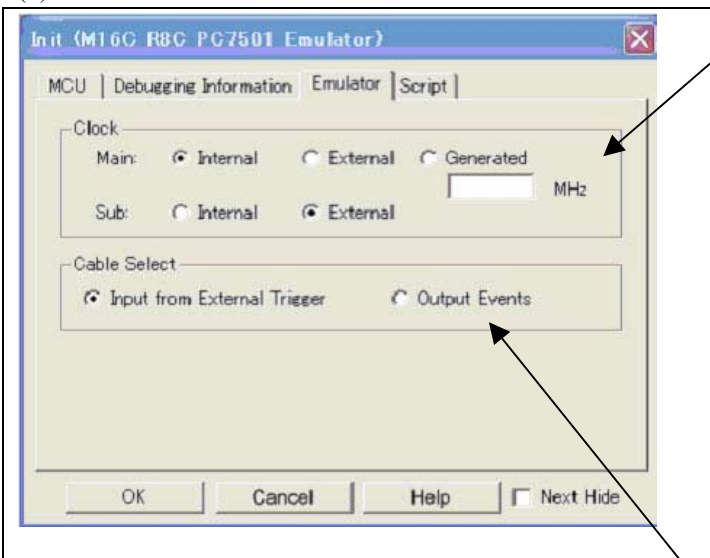 Init (M16C R8C PC7501 Emulator)
MCU Debugging Information Emulator Script
Clock
Main: Internal External Generated
MHz
Sub: Internal External
Cable Select
Input from External Trigger Output Events
OK Cancel Help Next Hide